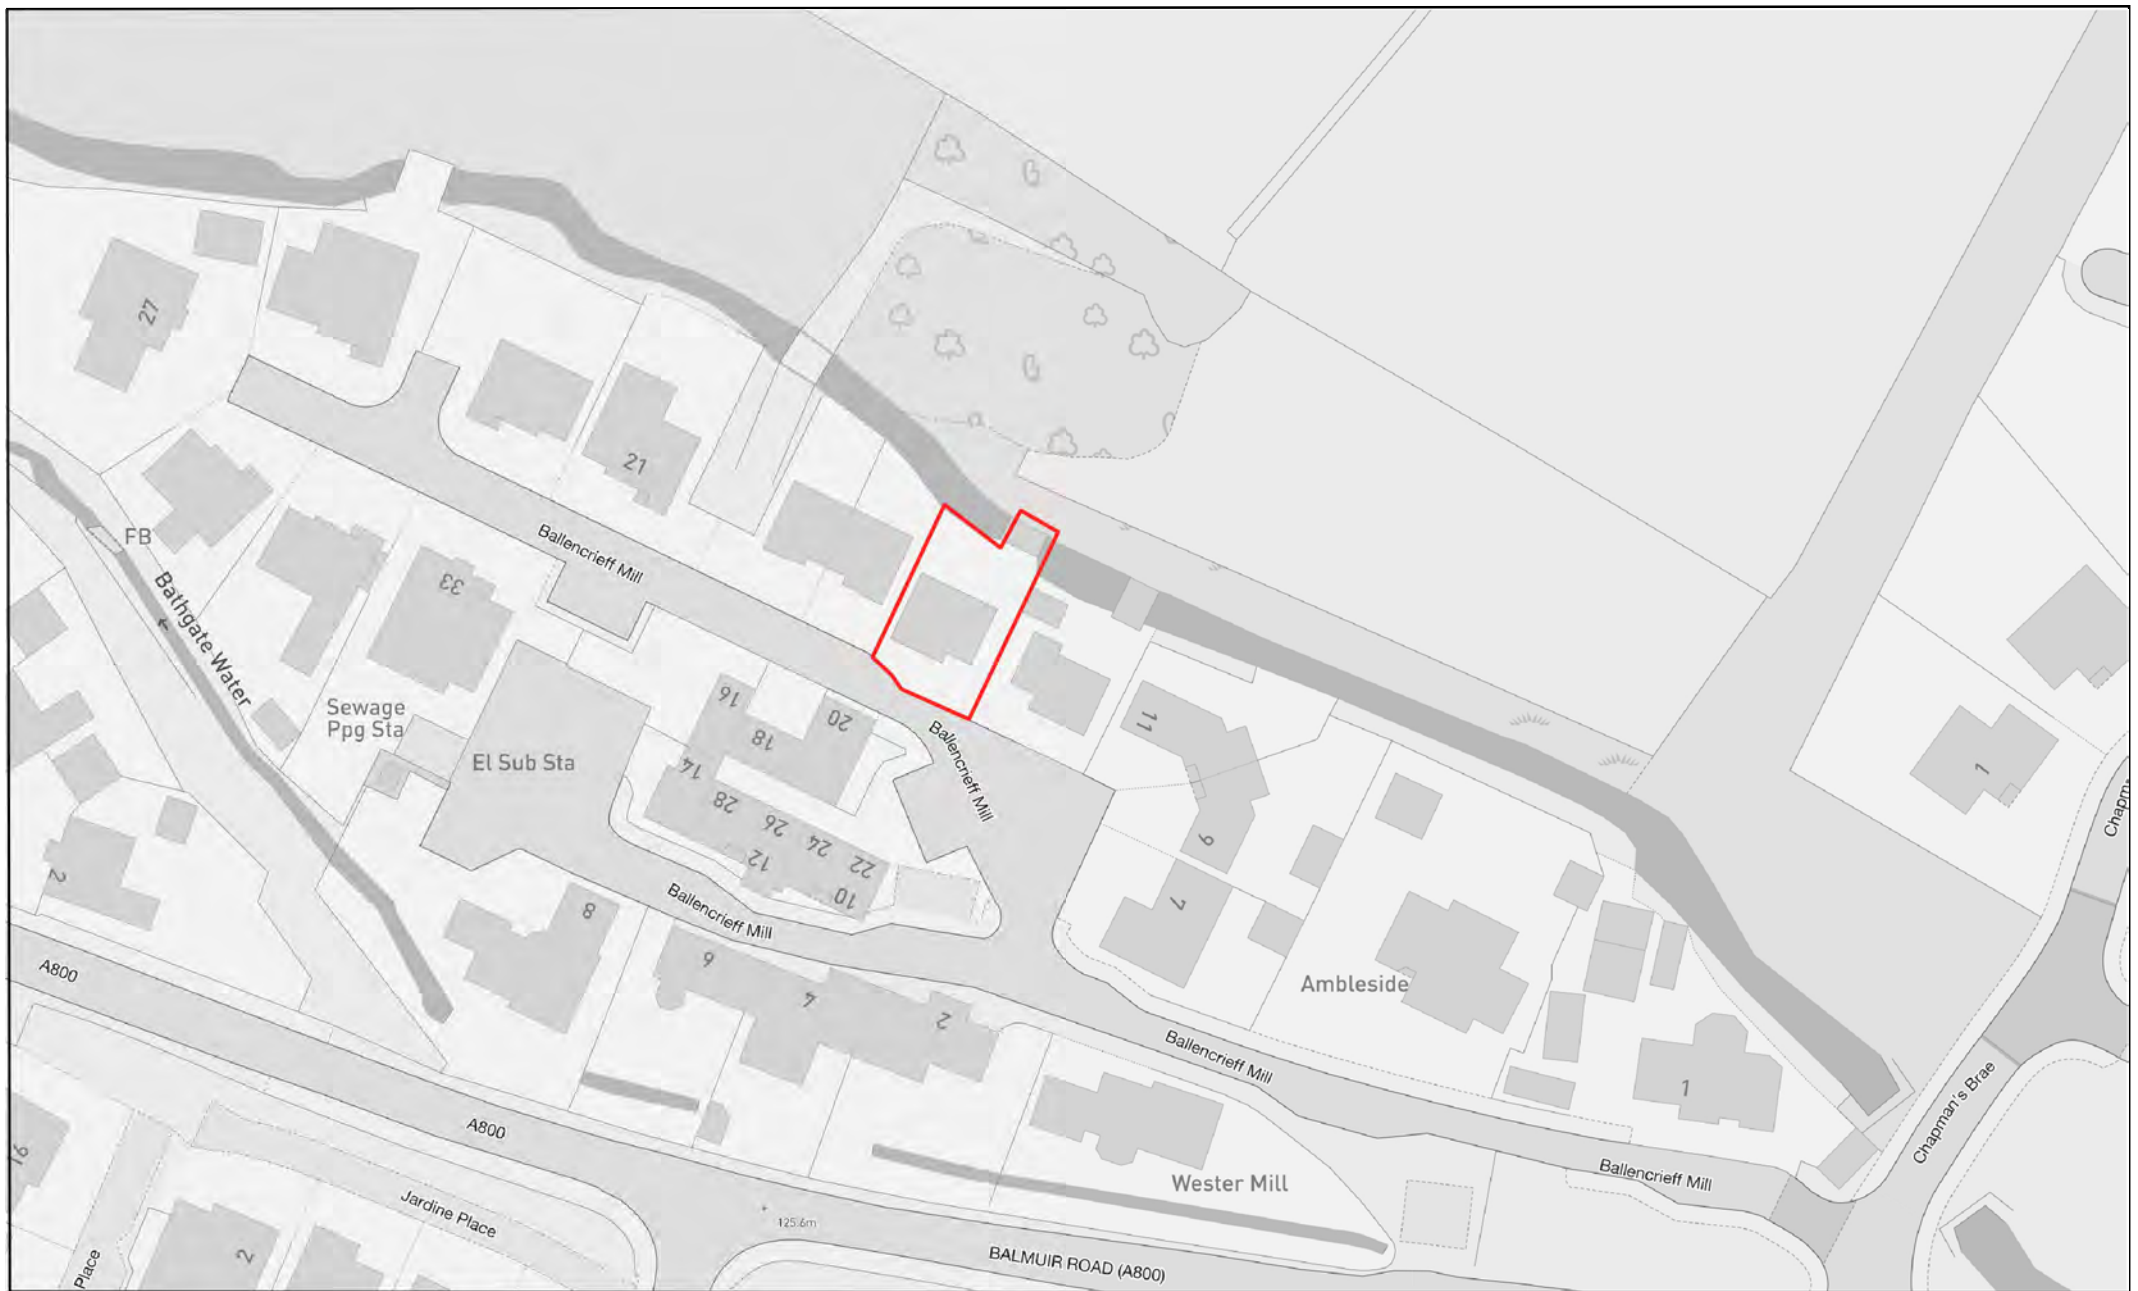 27
21
Ballencrieff Mill
FB
33
Bathgate Water
Sewage
Ppg Sta
El Sub Sta
16
18
20
14
28
26
24
22
12
10
Ballencrieff Mill
11
9
7
1
Chapm
2
8
Ballencrieff Mill
6
4
2
Ambleside
A800
A800
Ballencrieff Mill
1
Chapman's Brae
Wester Mill
Ballencrieff Mill
16
Jardine Place
125.6m
2
Place
BALMUIR ROAD (A800)